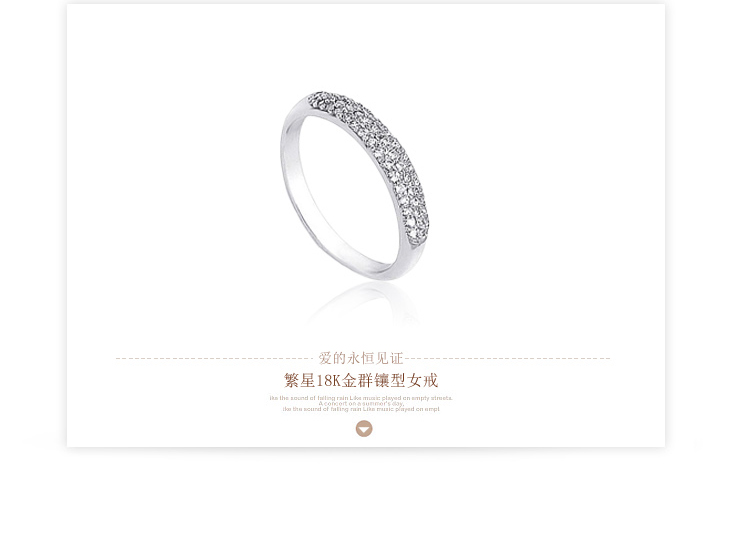 爱的永恒见证
繁星18K金群镶型女戒
ike the sound of falling rain Like music played on empty streets.
A concert on a summer's day,
ike the sound of falling rain Like music played on empt